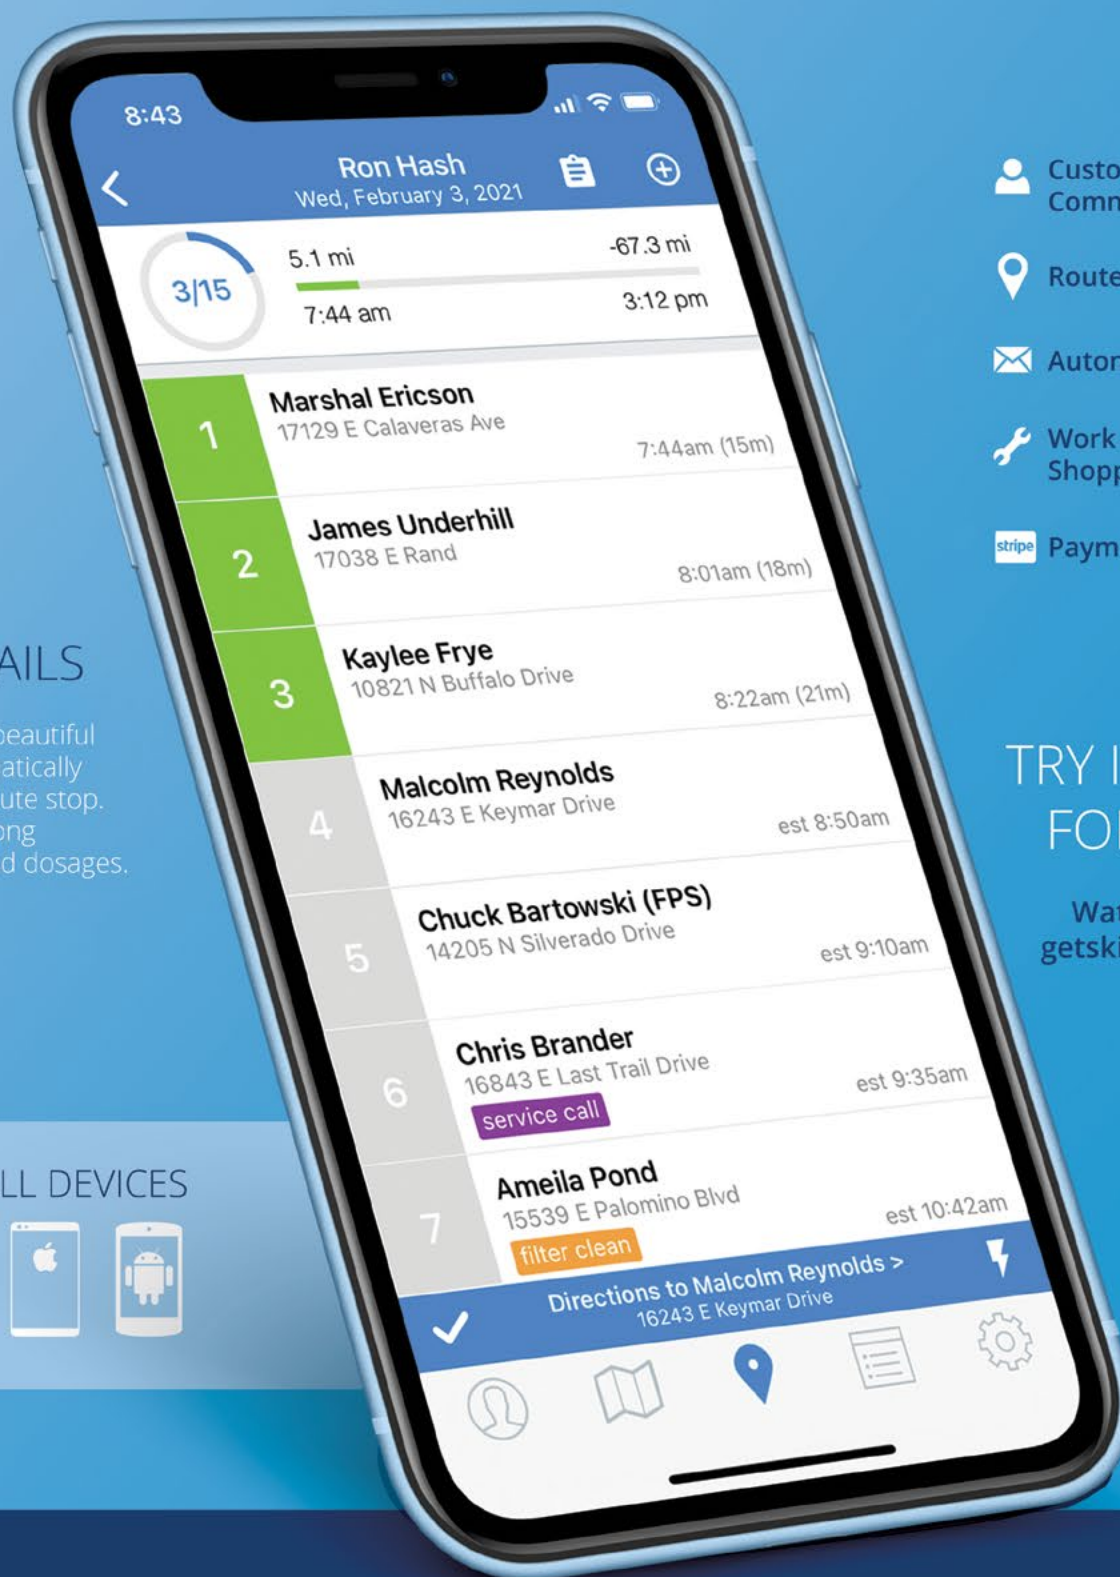 8:43
Ron Hash
Wed, February 3, 2021
3/15
5.1 mi
-67.3 mi
7:44 am
3:12 pm
1
Marshal Ericson
17129 E Calaveras Ave
7:44am (15m)
2
James Underhill
17038 E Rand
8:01am (18m)
3
Kaylee Frye
10821 N Buffalo Drive
8:22am (21m)
4
Malcolm Reynolds
16243 E Keymar Drive
est 8:50am
5
Chuck Bartowski (FPS)
14205 N Silverado Drive
est 9:10am
6
Chris Brander
16843 E Last Trail Drive
service call
est 9:35am
7
Ameila Pond
15539 E Palomino Blvd
filter clean
est 10:42am
Directions to Malcolm Reynolds >
16243 E Keymar Drive
AILS
beautiful
atically
ute stop.
ong
d dosages.
LL DEVICES
Custo
Comm
Route
Autor
Work
Shopp
stripe Paym
TRY I
FO
Wat
getski